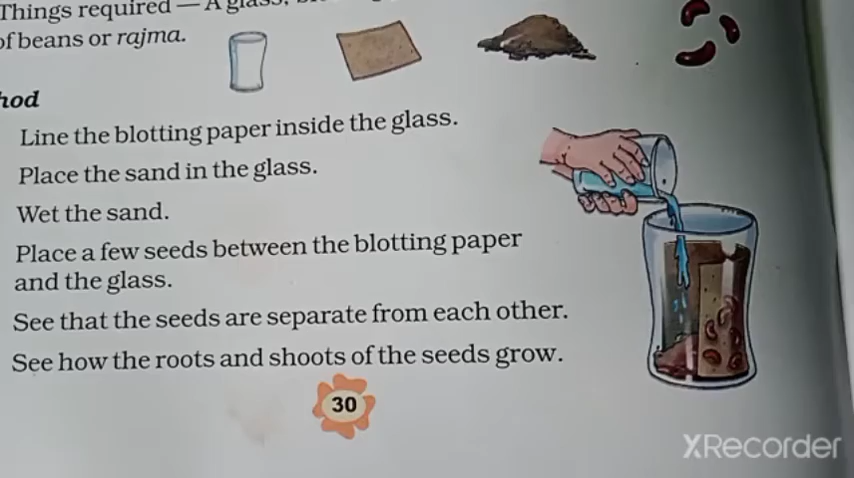 Things required — A glass,
of beans or rajma.
Line the blotting paper inside the glass.
Place the sand in the glass.
Wet the sand.
Place a few seeds between the blotting paper
and the glass.
See that the seeds are separate from each other.
See how the roots and shoots of the seeds grow.
30
XRecorder